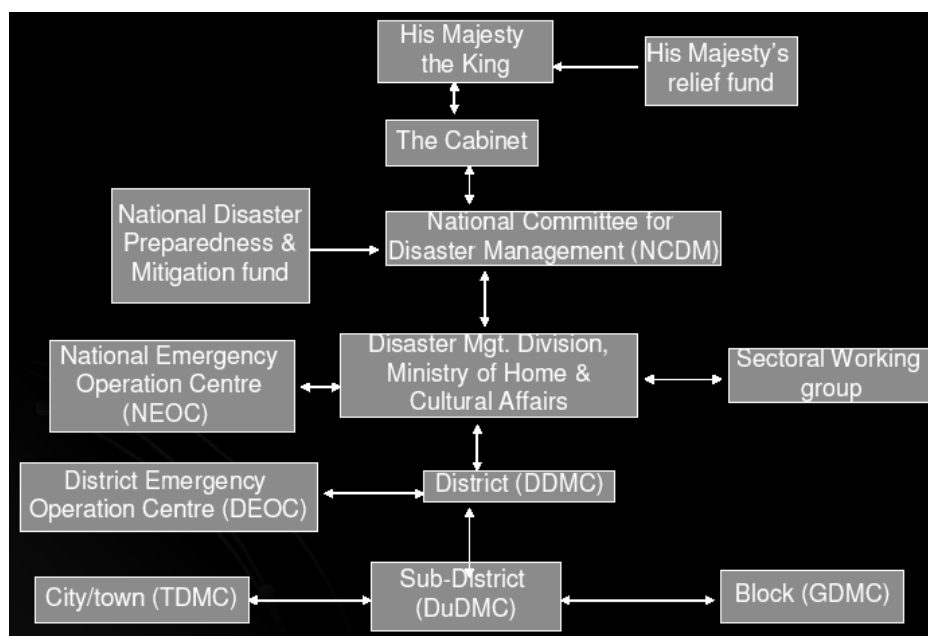 His Majesty
the King
His Majesty's
relief fund
The Cabinet
National Disaster
Preparedness &
Mitigation fund
National Committee for
Disaster Management (NCDM)
National Emergency
Operation Centre
(NEOC)
Disaster Mgt. Division,
Ministry of Home &
Cultural Affairs
Sectoral Working
group
District Emergency
Operation Centre (DEOC)
District (DDMC)
City/town (TDMC)
Sub-District
(DuDMC)
Block (GDMC)